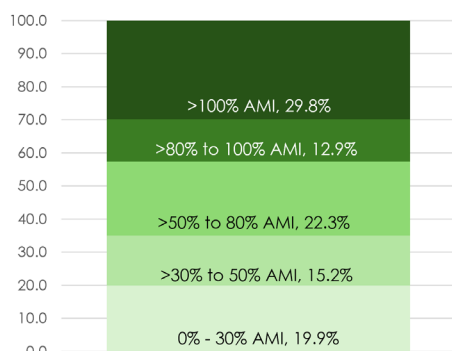 100.0
90.0
80.0
>100% AMI, 29.8%
70.0
>80% to 100% AMI, 12.9%
60.0
50.0
40.0
>50% to 80% AMI, 22.3%
30.0
>30% to 50% AMI, 15.2%
20.0
10.0
0% - 30% AMI, 19.9%
0.0